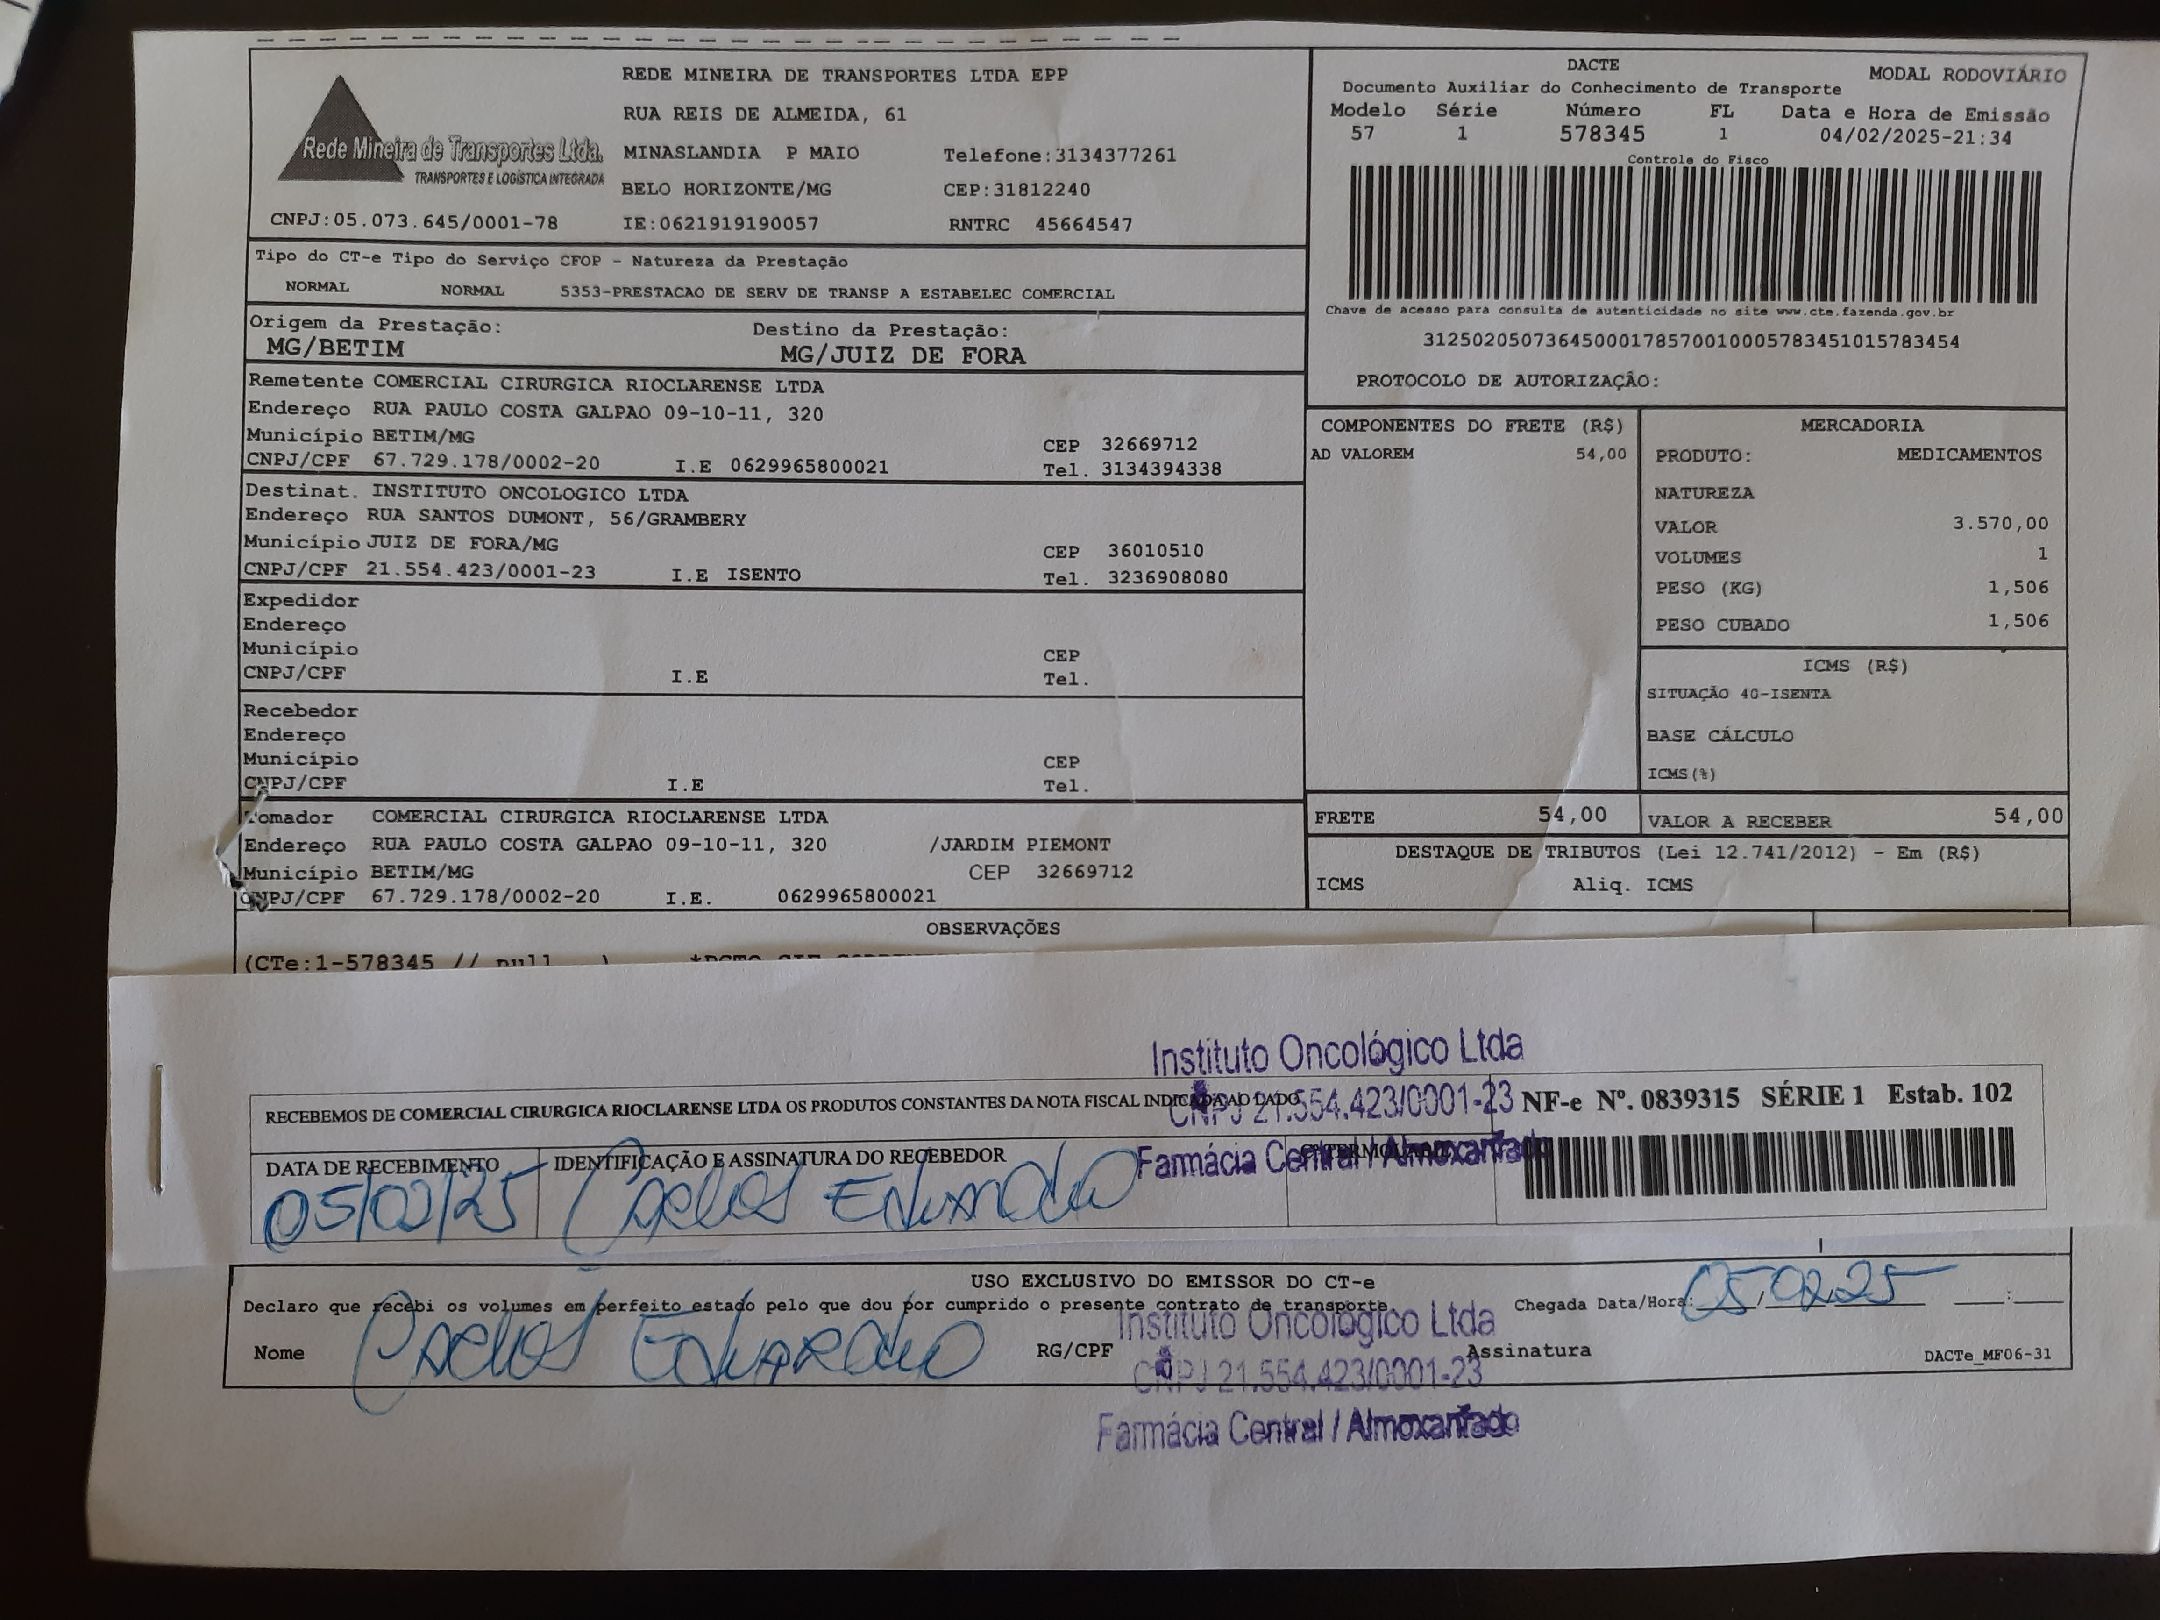 REDE MINEIRA DE TRANSPORTES LTDA EPP
RUA REIS DE ALMEIDA, 61
Rede Mineira de Transportes Ltda.
TRANSPORTES E LOGÍSTICA INTEGRADA
MINASLANDIA P MAIO Telefone:3134377261
BELO HORIZONTE/MG CEP:31812240
CNPJ:05.073.645/0001-78 IE:0621919190057 RNTRC 45664547
DACTE MODAL RODOVIÁRIO
Documento Auxiliar do Conhecimento de Transporte
Modelo Série Número FL Data e Hora de Emissão
57 1 578345 1 04/02/2025-21:34
Controle do Fisco
Chave de acesso para consulta de autenticidade no site www.cte.fazenda.gov.br
31250205073645000178570010005783451015783454
PROTOCOLO DE AUTORIZAÇÃO:
Tipo do CT-e Tipo do Serviço CFOP - Natureza da Prestação
NORMAL NORMAL 5353-PRESTACAO DE SERV DE TRANSP A ESTABELEC COMERCIAL
Origem da Prestação: Destino da Prestação:
MG/BETIM MG/JUIZ DE FORA
Remetente COMERCIAL CIRURGICA RIOCLARENSE LTDA
Endereço RUA PAULO COSTA GALPAO 09-10-11, 320
Município BETIM/MG CEP 32669712
CNPJ/CPF 67.729.178/0002-20 I.E 0629965800021 Tel. 3134394338
Destinat. INSTITUTO ONCOLOGICO LTDA
Endereço RUA SANTOS DUMONT, 56/GRAMBERY
Município JUIZ DE FORA/MG CEP 36010510
CNPJ/CPF 21.554.423/0001-23 I.E ISENTO Tel. 3236908080
Expedidor
Endereço
Município CEP
CNPJ/CPF I.E Tel.
Recebedor
Endereço
Município CEP
CNPJ/CPF I.E Tel.
Tomador COMERCIAL CIRURGICA RIOCLARENSE LTDA
Endereço RUA PAULO COSTA GALPAO 09-10-11, 320 /JARDIM PIEMONT
Município BETIM/MG CEP 32669712
CNPJ/CPF 67.729.178/0002-20 I.E. 0629965800021
COMPONENTES DO FRETE (R$)
AD VALOREM 54,00
FRETE 54,00
MERCADORIA
PRODUTO: MEDICAMENTOS
NATUREZA
VALOR 3.570,00
VOLUMES 1
PESO (KG) 1,506
PESO CUBADO 1,506
ICMS (R$)
SITUAÇÃO 40-ISENTA
BASE CÁLCULO
ICMS(%)
VALOR A RECEBER 54,00
DESTAQUE DE TRIBUTOS (Lei 12.741/2012) - Em (R$)
ICMS Aliq. ICMS
OBSERVAÇÕES
(CTe:1-578345 // null )
Instituto Oncológico Ltda
CNPJ 21.554.423/0001-23
Farmácia Central / Almoxarifado
RECEBEMOS DE COMERCIAL CIRURGICA RIOCLARENSE LTDA OS PRODUTOS CONSTANTES DA NOTA FISCAL INDICADA AO LADO
NF-e Nº. 0839315 SÉRIE 1 Estab. 102
DATA DE RECEBIMENTO IDENTIFICAÇÃO E ASSINATURA DO RECEBEDOR
05/02/25 Carlos Eduardo
USO EXCLUSIVO DO EMISSOR DO CT-e
Declaro que recebi os volumes em perfeito estado pelo que dou por cumprido o presente contrato de transporte. Chegada Data/Hora: 05/02 25
Nome Carlos Eduardo RG/CPF Assinatura
DACTe_MF06-31
Instituto Oncológico Ltda
CNPJ 21.554.423/0001-23
Farmácia Central / Almoxarifado